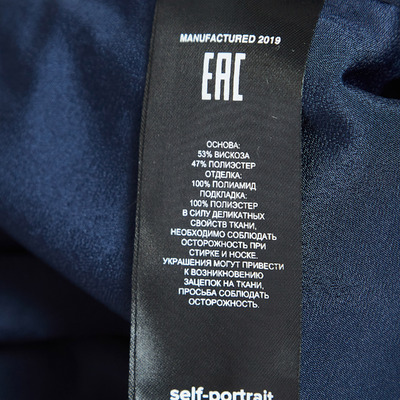 MANUFACTURED 2019
EAC
ОСНОВА:
53% ВИСКОЗА
47% ПОЛИЭСТЕР
ОТДЕЛКА:
100% ПОЛИАМИД
ПОДКЛАДКА:
100% ПОЛИЭСТЕР
В СИЛУ ДЕЛИКАТНЫХ
СВОЙСТВ ТКАНИ,
НЕОБХОДИМО СОБЛЮДАТЬ
ОСТОРОЖНОСТЬ ПРИ
СТИРКЕ И НОСКЕ.
УКРАШЕНИЯ МОГУТ ПРИВЕСТИ
К ВОЗНИКНОВЕНИЮ
ЗАЦЕПОК НА ТКАНИ,
ПРОСЬБА СОБЛЮДАТЬ
ОСТОРОЖНОСТЬ.
self-portrait